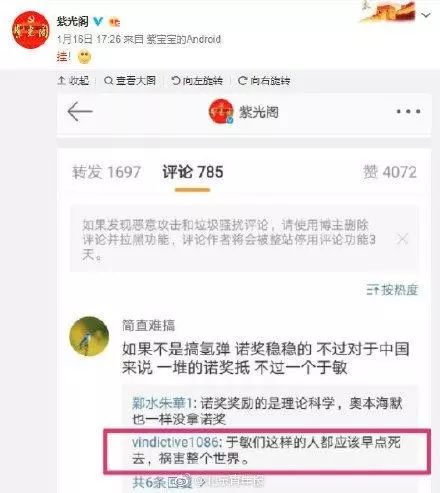 紫光阁
1月16日 17:26 来自 紫宝宝的Android
挂!
收起 查看大图 向左旋转 向右旋转
紫光阁
转发 1697 评论 785 赞 4072
如果发现恶意攻击和垃圾骚扰评论，请使用博主删除
评论并拉黑功能，评论作者将会被整站停用评论功能3
天。
按热度
简直难搞
如果不是搞氢弹 诺奖稳稳的 不过对于中国
来说 一堆的诺奖抵 不过一个于敏
鄴水朱華1: 诺奖奖励的是理论科学，奥本海默
也一样没拿诺奖
vindictive1086: 于敏们这样的人都应该早点死
去，祸害整个世界。
共6条回复
@北京青年报